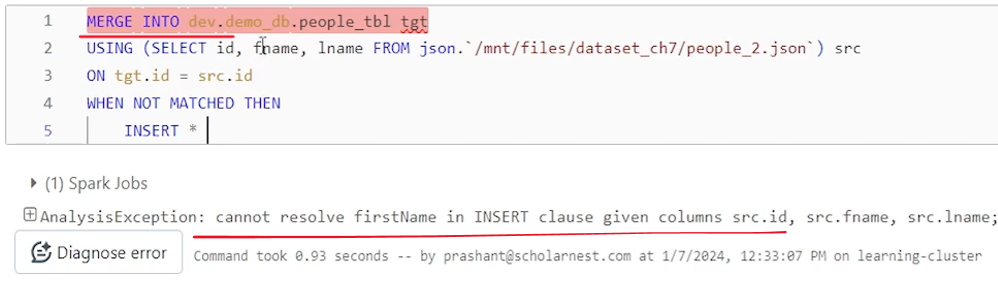 1 MERGE INTO dev.demo_db.people_tbl tgt
2 USING (SELECT id, fname, lname FROM json.`/mnt/files/dataset_ch7/people_2.json`) src
3 ON tgt.id = src.id
4 WHEN NOT MATCHED THEN
5 INSERT *
(1) Spark Jobs
AnalysisException: cannot resolve firstName in INSERT clause given columns src.id, src.fname, src.lname;
Diagnose error
Command took 0.93 seconds -- by prashant@scholarnest.com at 1/7/2024, 12:33:07 PM on learning-cluster